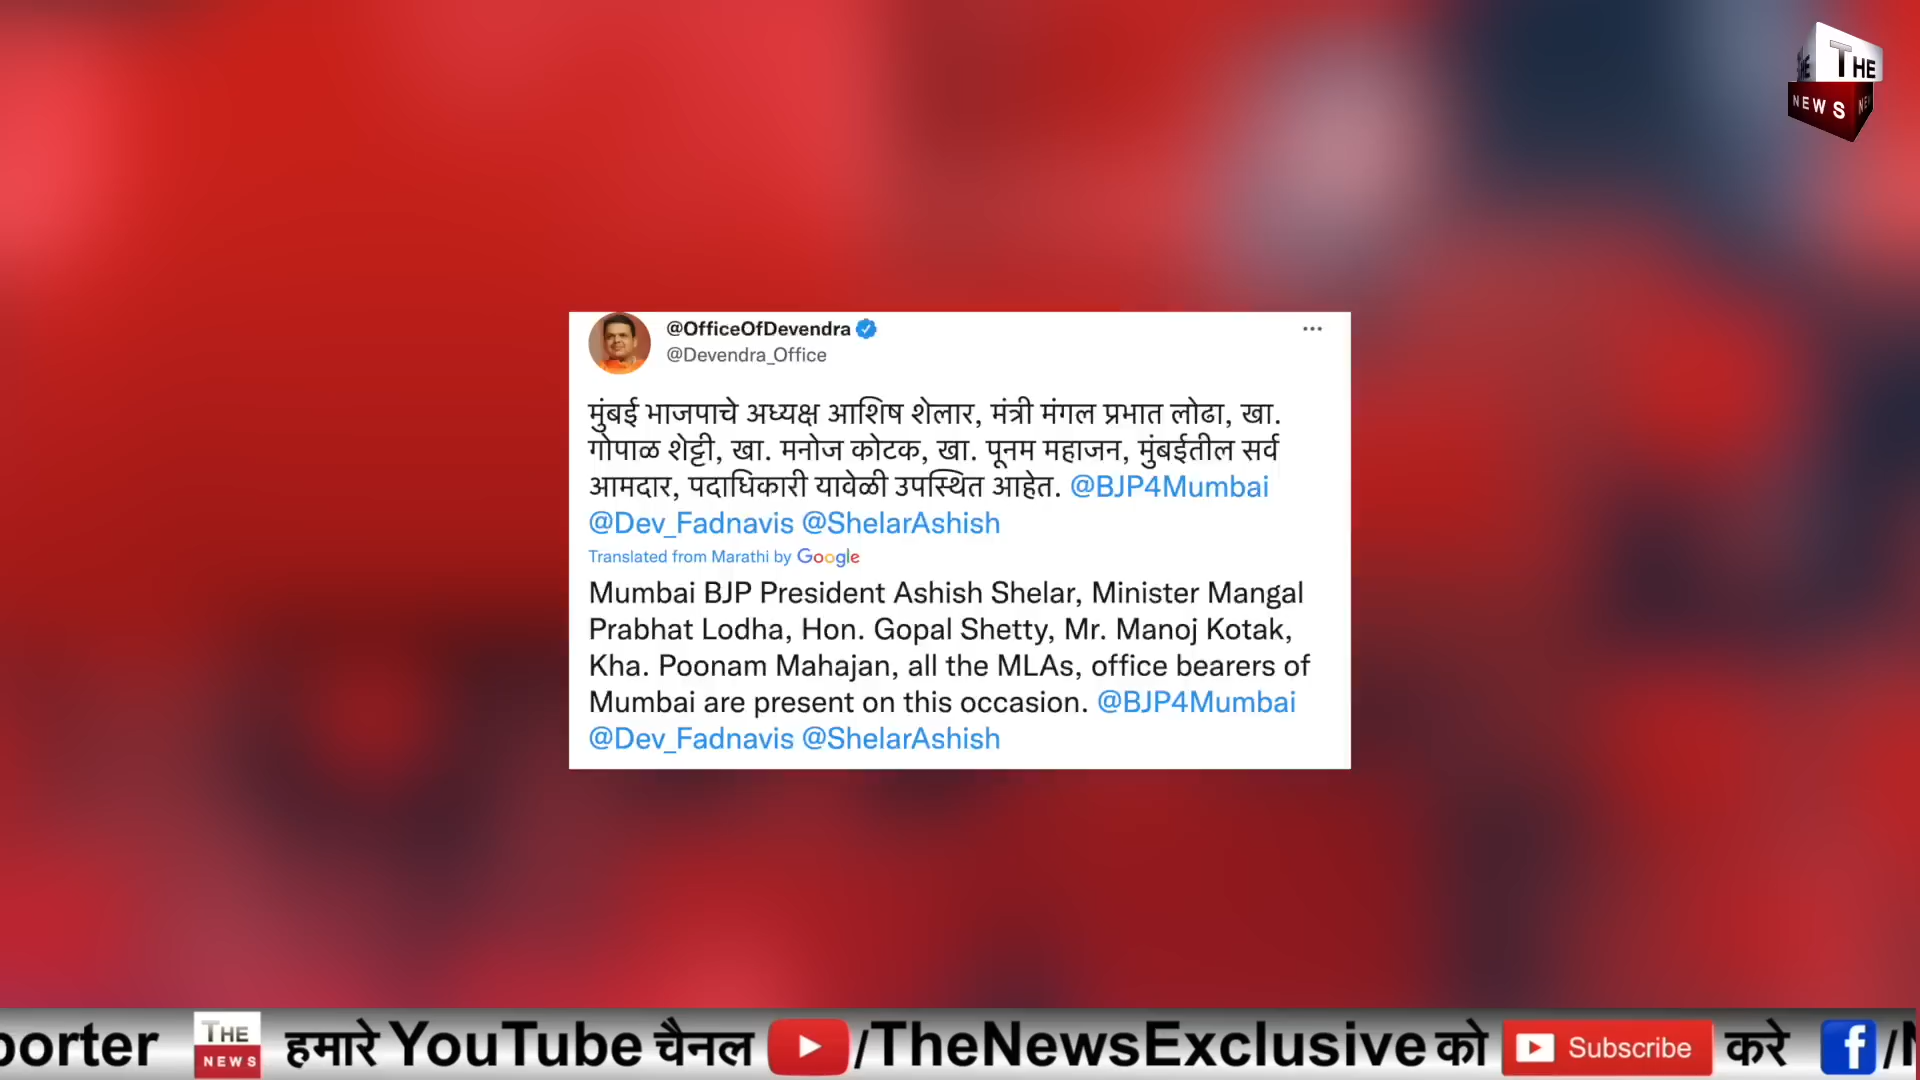 THE
THE
NEWS
@OfficeOfDevendra
@Devendra_Office
मुंबई भाजपाचे अध्यक्ष आशिष शेलार, मंत्री मंगल प्रभात लोढा, खा.
गोपाळ शेट्टी, खा. मनोज कोटक, खा. पूनम महाजन, मुंबईतील सर्व
आमदार, पदाधिकारी यावेळी उपस्थित आहेत. @BJP4Mumbai
@Dev_Fadnavis @ShelarAshish
Translated from Marathi by Google
Mumbai BJP President Ashish Shelar, Minister Mangal
Prabhat Lodha, Hon. Gopal Shetty, Mr. Manoj Kotak,
Kha. Poonam Mahajan, all the MLAs, office bearers of
Mumbai are present on this occasion. @BJP4Mumbai
@Dev_Fadnavis @ShelarAshish
porter THE NEWS हमारे YouTube चैनल /TheNewsExclusive को Subscribe करे f